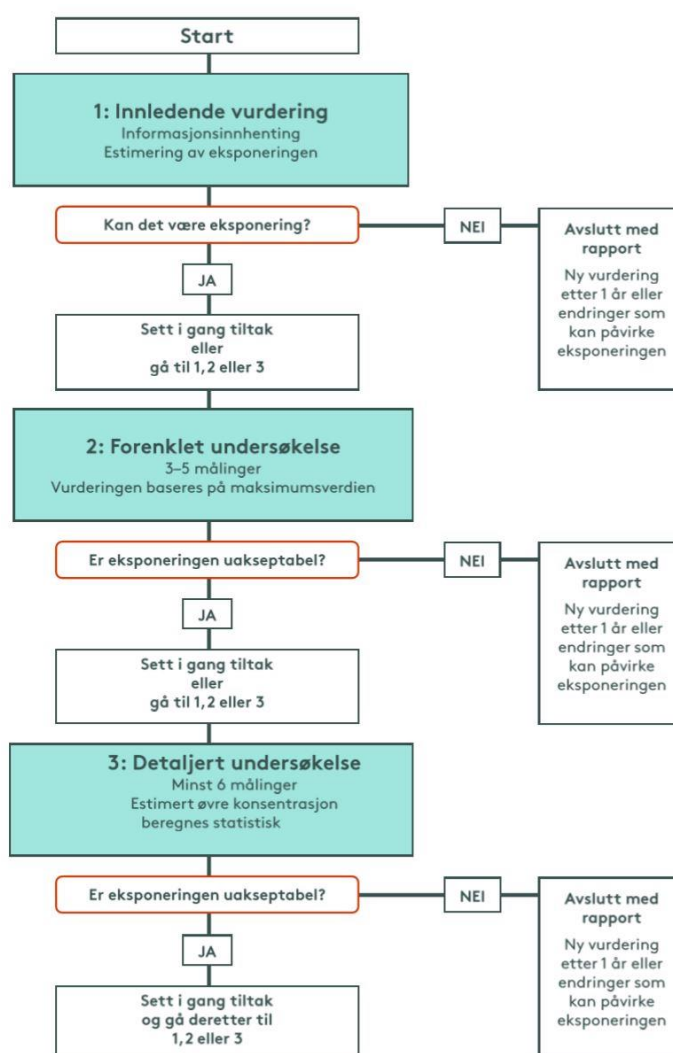 Start
1: Innledende vurdering
Informasjonsinnhenting
Estimering av eksponeringen
Kan det være eksponering?
NEI
Avslutt med
rapport
Ny vurdering
etter 1 år eller
endringer som
kan påvirke
eksponeringen
JA
Sett i gang tiltak
eller
gå til 1,2 eller 3
2: Forenklet undersøkelse
3–5 målinger
Vurderingen baseres på maksimumsverdien
Er eksponeringen uakseptabel?
NEI
Avslutt med
rapport
Ny vurdering
etter 1 år eller
endringer som
kan påvirke
eksponeringen
JA
Sett i gang tiltak
eller
gå til 1,2 eller 3
3: Detaljert undersøkelse
Minst 6 målinger
Estimert øvre konsentrasjon
beregnes statistisk
Er eksponeringen uakseptabel?
NEI
Avslutt med
rapport
Ny vurdering
etter 1 år eller
endringer som
kan påvirke
eksponeringen
JA
Sett i gang tiltak
og gå deretter til
1,2 eller 3